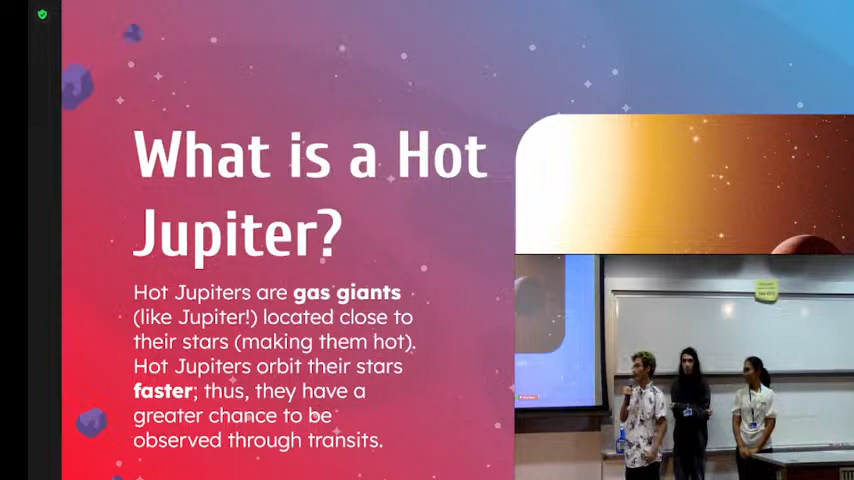 What is a Hot
Jupiter?
Hot Jupiters are gas giants
(like Jupiter!) located close to
their stars (making them hot).
Hot Jupiters orbit their stars
faster; thus, they have a
greater chance to be
observed through transits.